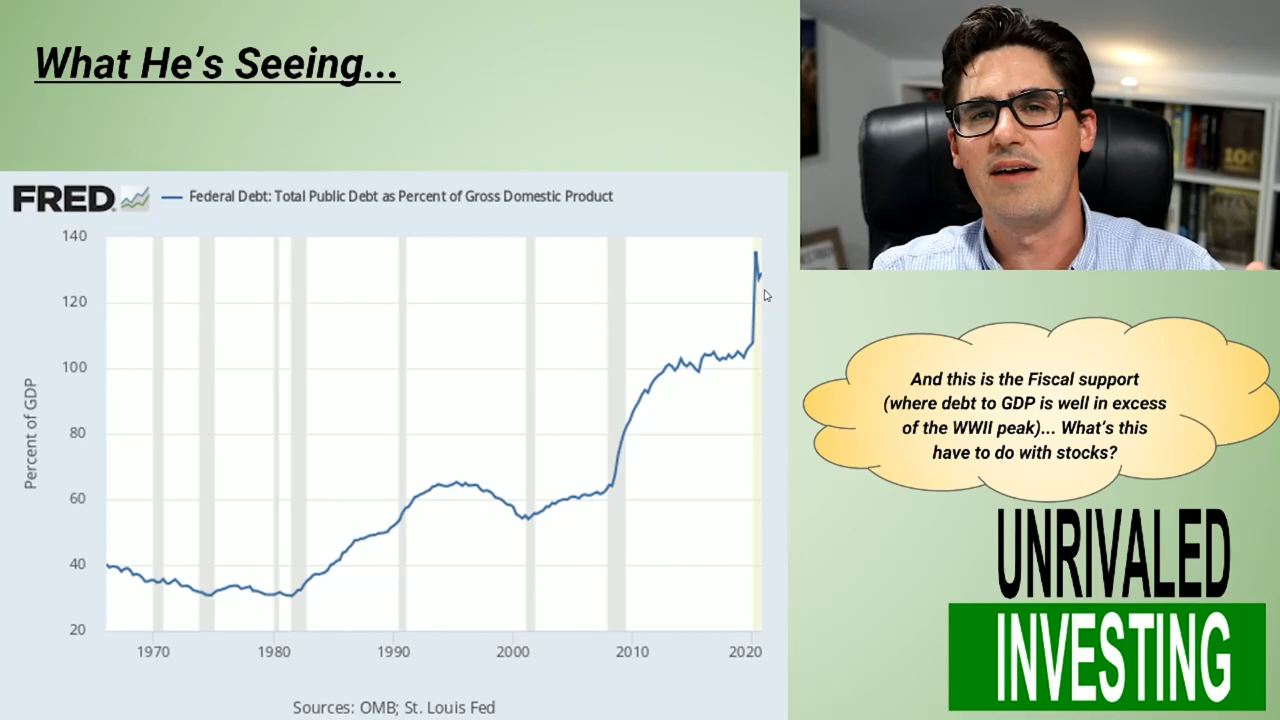 What He's Seeing...
FRED
Federal Debt: Total Public Debt as Percent of Gross Domestic Product
140
120
100
80
60
40
20
Percent of GDP
1970
1980
1990
2000
2010
2020
Sources: OMB; St. Louis Fed
And this is the Fiscal support
(where debt to GDP is well in excess
of the WWII peak)... What's this
have to do with stocks?
UNRIVALED
INVESTING